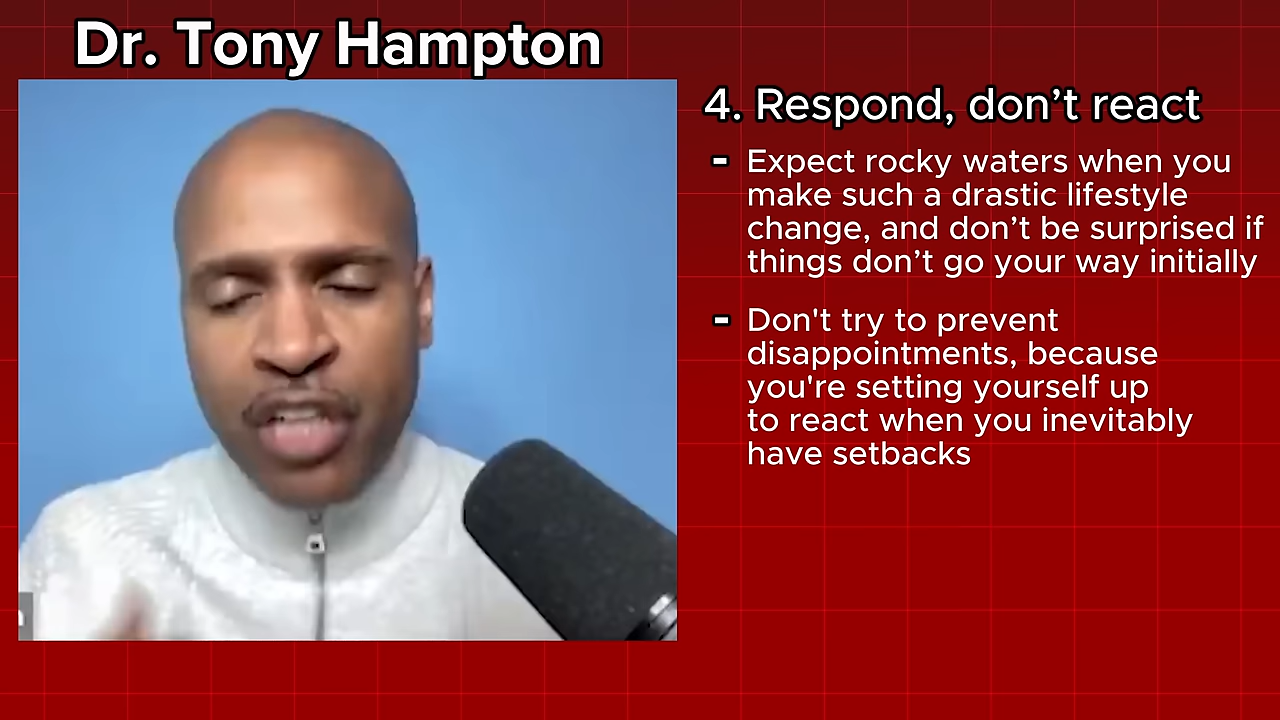 Dr. Tony Hampton
4. Respond, don’t react
- Expect rocky waters when you
make such a drastic lifestyle
change, and don’t be surprised if
things don’t go your way initially
- Don't try to prevent
disappointments, because
you're setting yourself up
to react when you inevitably
have setbacks